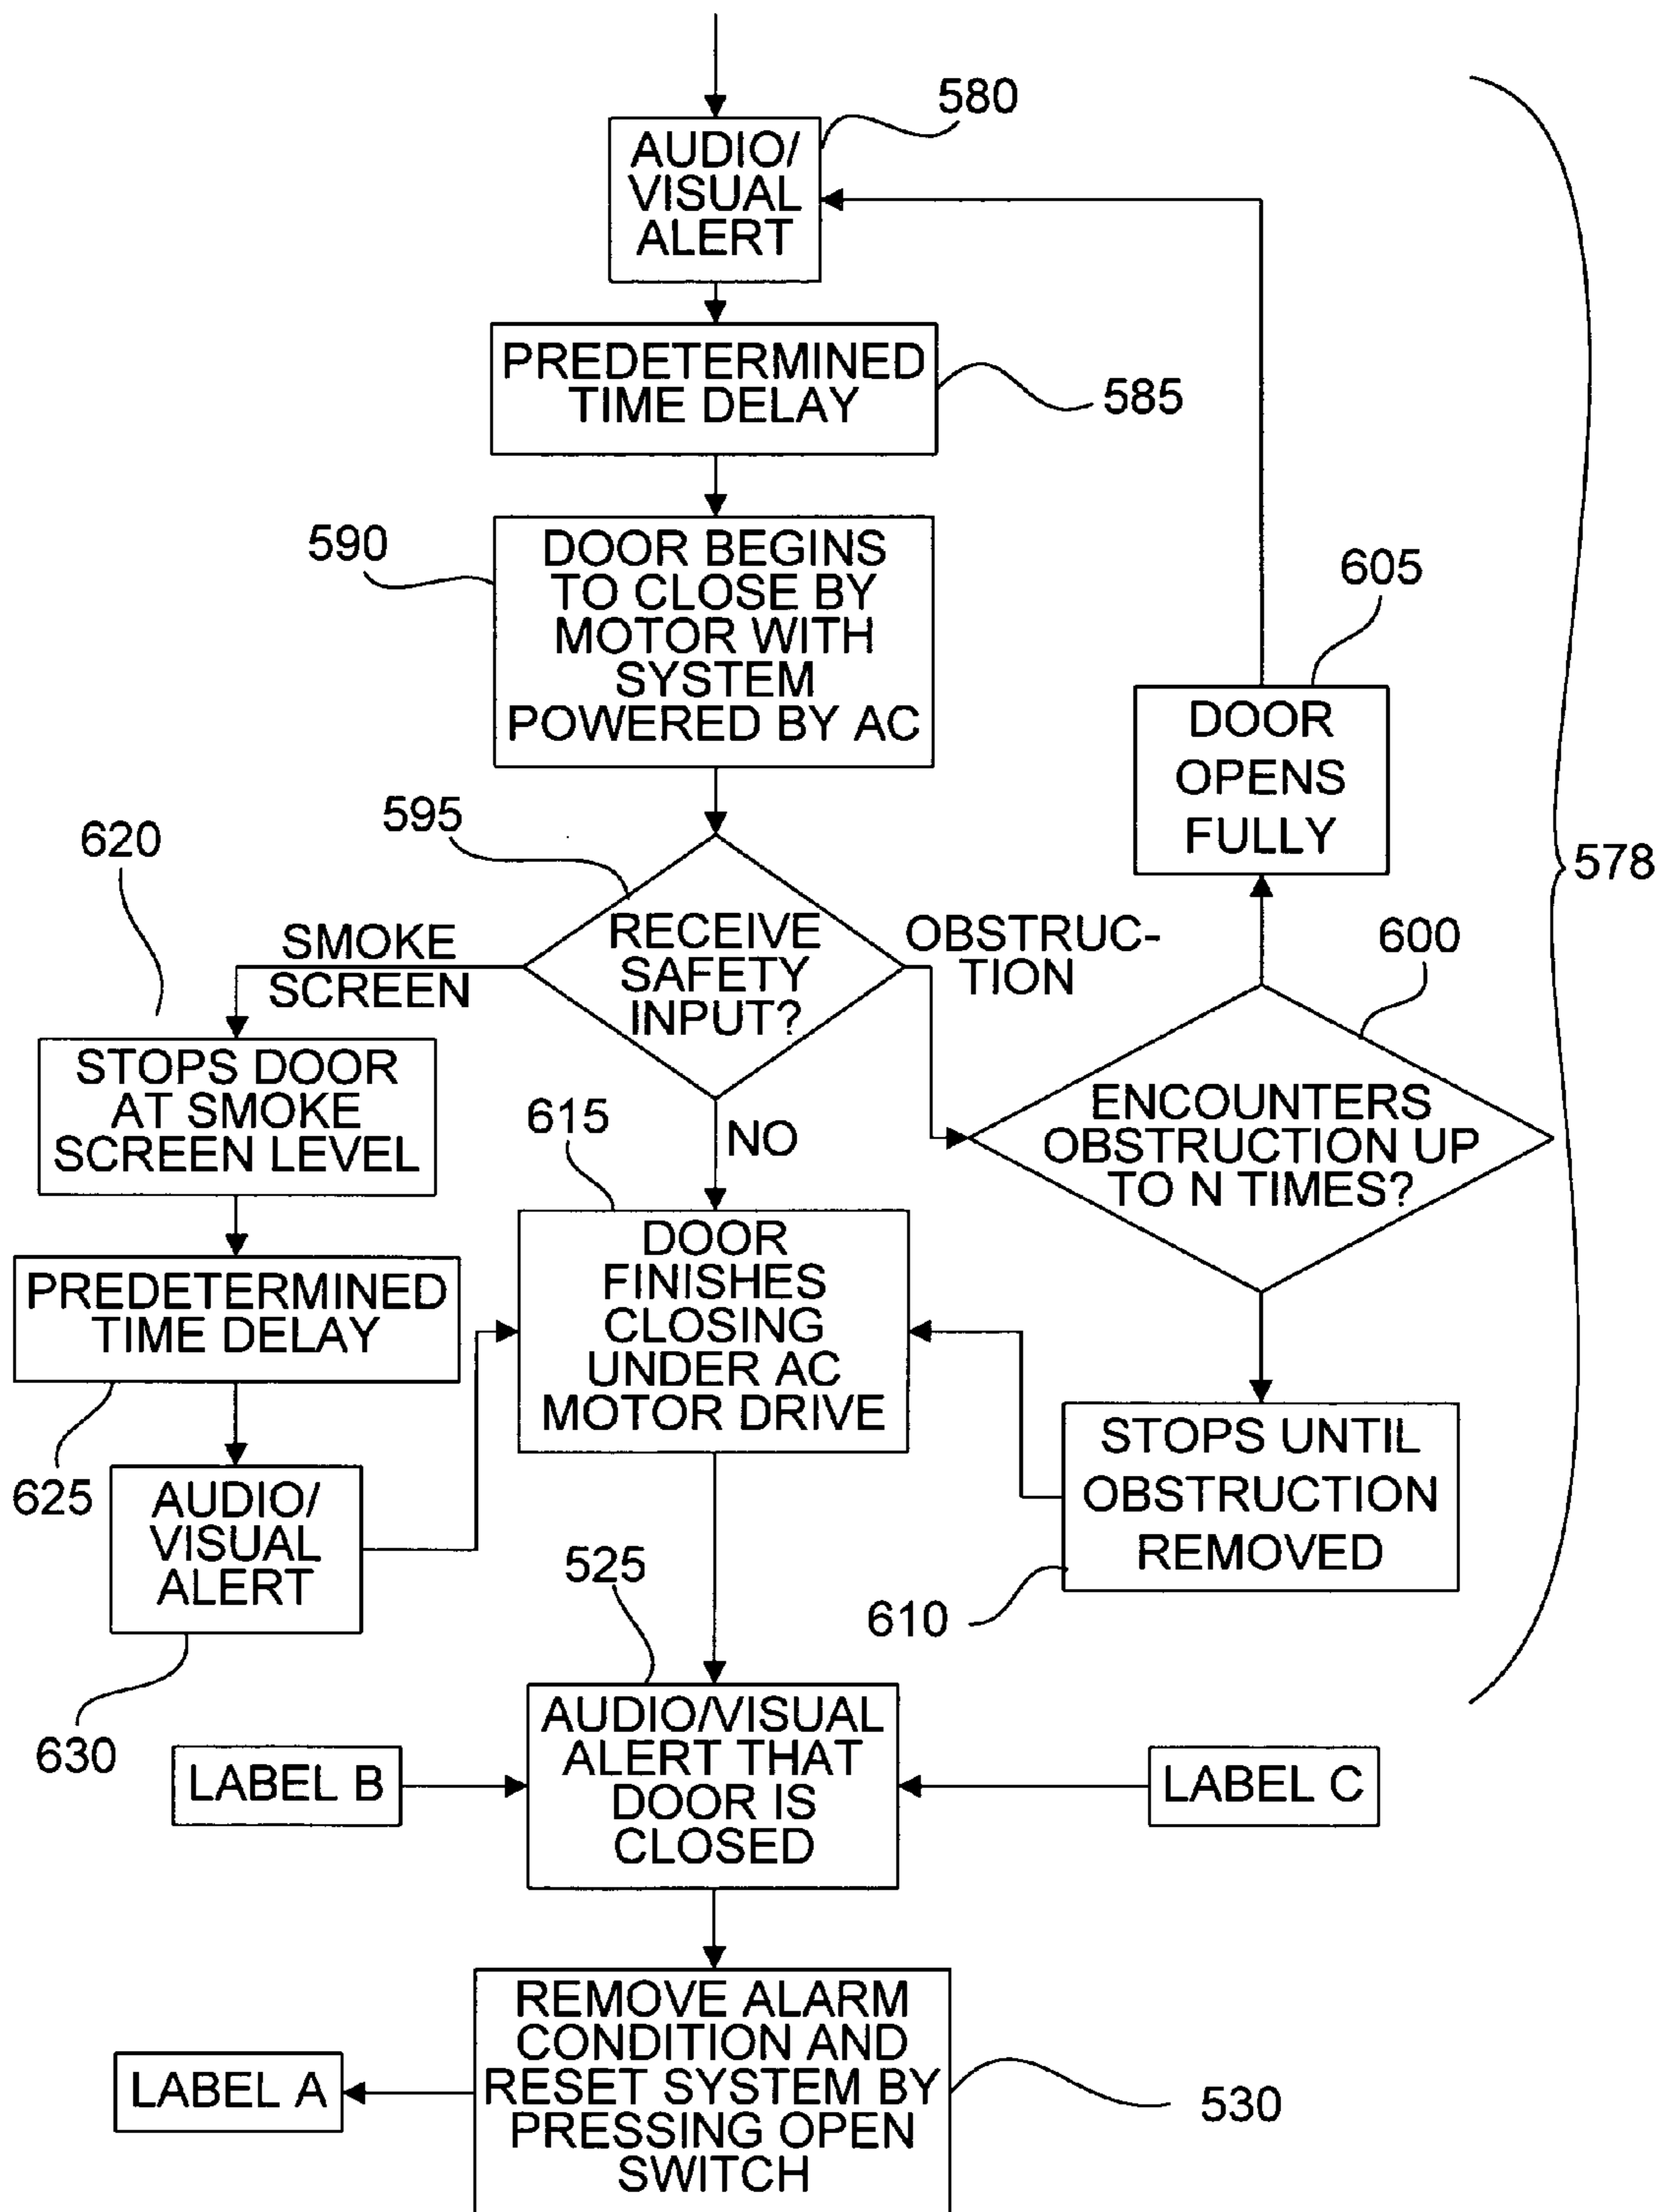 580
AUDIO/
VISUAL
ALERT
PREDETERMINED
TIME DELAY
585
590
DOOR BEGINS
TO CLOSE BY
MOTOR WITH
SYSTEM
POWERED BY AC
605
DOOR
OPENS
FULLY
578
595
620
RECEIVE
SAFETY
INPUT?
SMOKE
SCREEN
OBSTRUC-
TION
600
STOPS DOOR
AT SMOKE
SCREEN LEVEL
615
NO
ENCOUNTERS
OBSTRUCTION UP
TO N TIMES?
PREDETERMINED
TIME DELAY
DOOR
FINISHES
CLOSING
UNDER AC
MOTOR DRIVE
STOPS UNTIL
OBSTRUCTION
REMOVED
625
AUDIO/
VISUAL
ALERT
525
610
630
AUDIO/VISUAL
ALERT THAT
DOOR IS
CLOSED
LABEL B
LABEL C
REMOVE ALARM
CONDITION AND
RESET SYSTEM BY
PRESSING OPEN
SWITCH
LABEL A
530